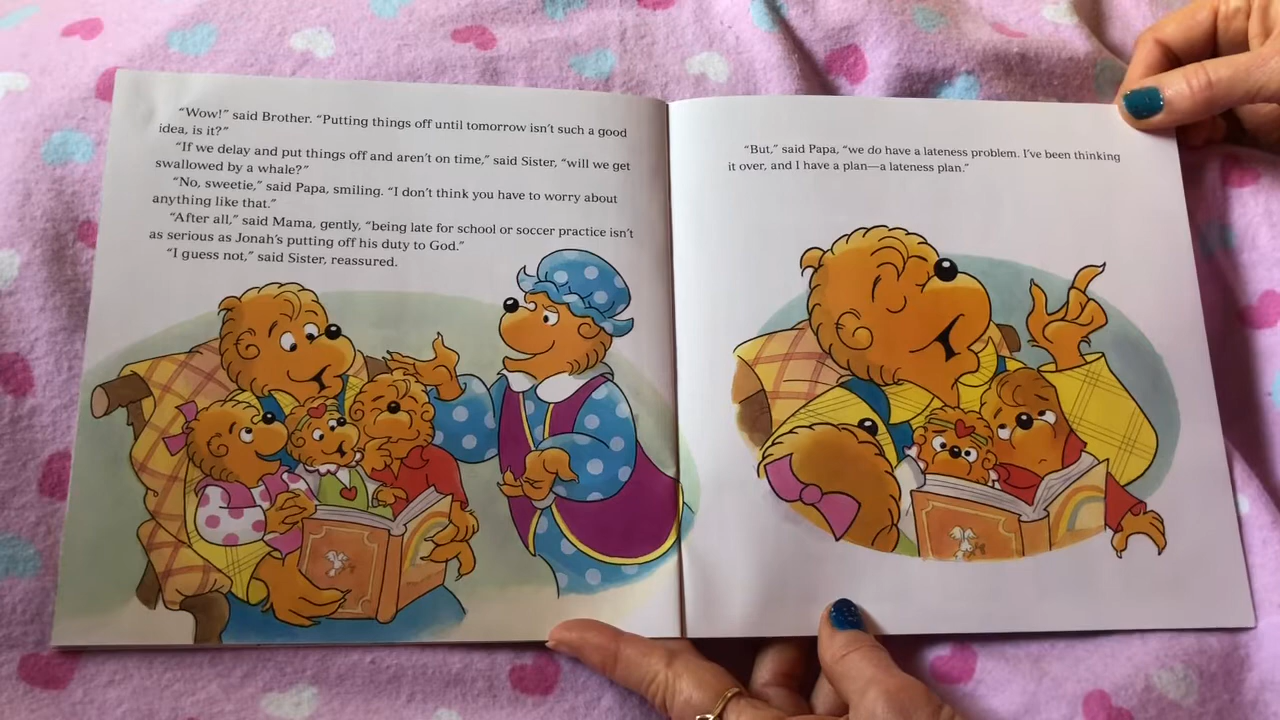 “Wow!” said Brother. “Putting things off until tomorrow isn’t such a good
idea, is it?”
“If we delay and put things off and aren’t on time,” said Sister, “will we get
swallowed by a whale?”
“No, sweetie,” said Papa, smiling. “I don’t think you have to worry about
anything like that.”
“After all,” said Mama, gently, “being late for school or soccer practice isn’t
as serious as Jonah’s putting off his duty to God.”
“I guess not,” said Sister, reassured.
“But,” said Papa, “we do have a lateness problem. I’ve been thinking
it over, and I have a plan—a lateness plan.”